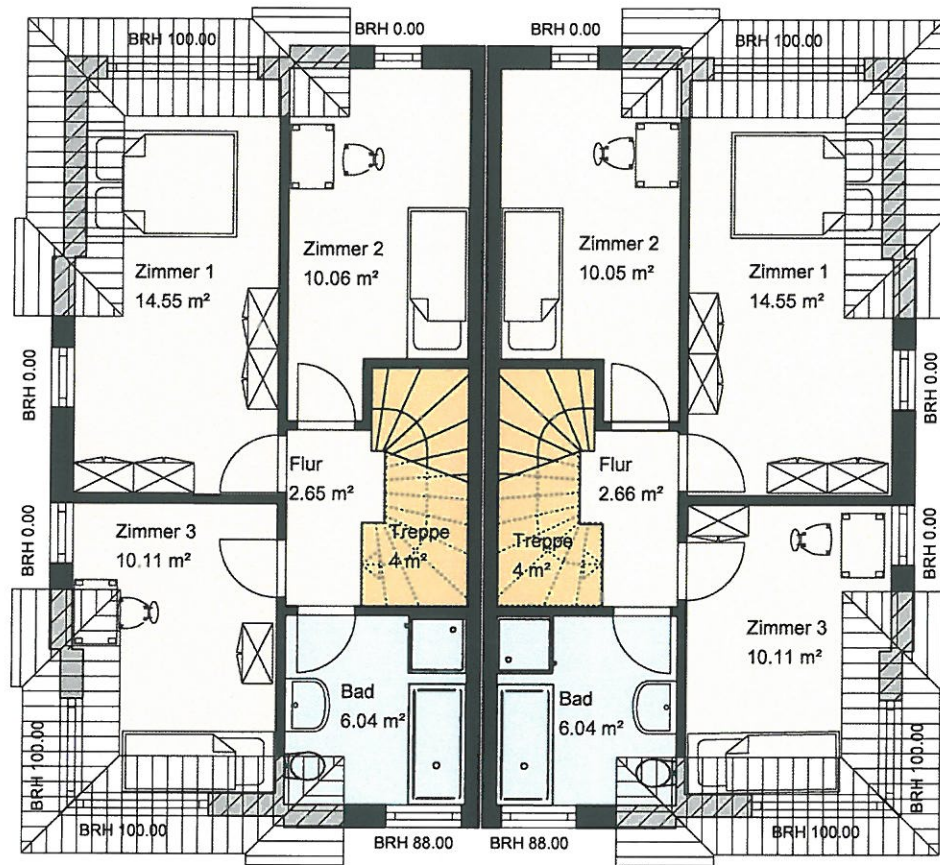 BRH 100.00
BRH 0.00
BRH 0.00
BRH 100.00
Zimmer 1
14.55 m²
Zimmer 2
10.06 m²
Zimmer 2
10.05 m²
Zimmer 1
14.55 m²
BRH 0.00
BRH 0.00
Flur
2.65 m²
Flur
2.66 m²
Treppe
4 m²
Treppe
4 m²
BRH 0.00
Zimmer 3
10.11 m²
BRH 0.00
Zimmer 3
10.11 m²
Bad
6.04 m²
Bad
6.04 m²
BRH 100.00
BRH 100.00
BRH 100.00
BRH 88.00
BRH 88.00
BRH 100.00